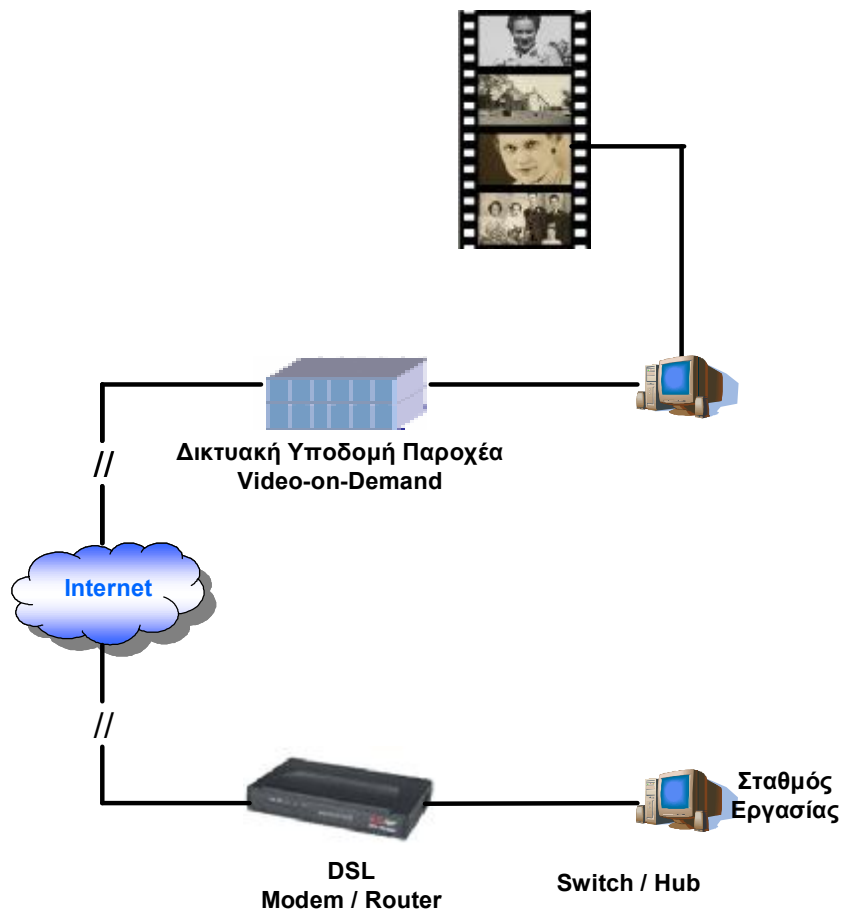 Δικτυακή Υποδομή Παροχέα
Video-on-Demand
//
Internet
//
Σταθμός
Εργασίας
DSL
Modem / Router
Switch / Hub